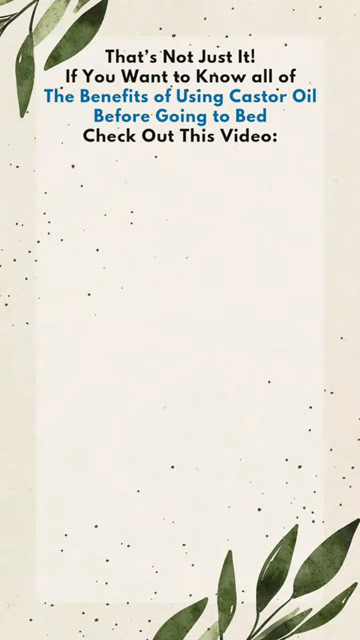 That’s Not Just It!
If You Want to Know all of
The Benefits of Using Castor Oil
Before Going to Bed
Check Out This Video: